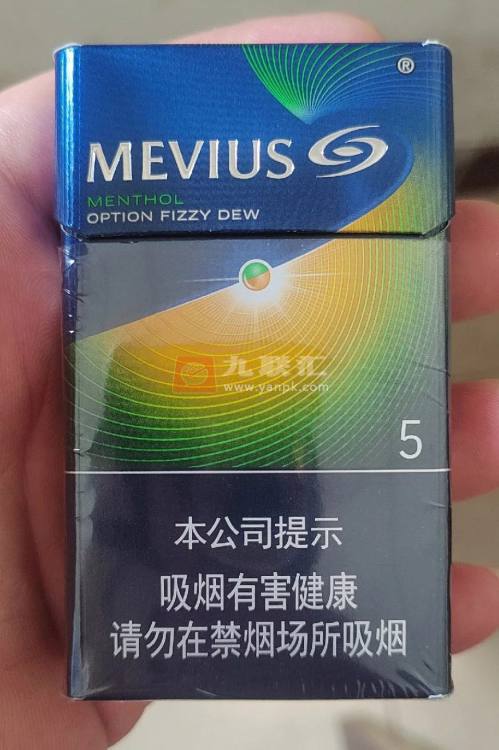 ®
MEVIUS
MENTHOL
OPTION FIZZY DEW
九联汇
www.yanpk.com
5
本公司提示
吸烟有害健康
请勿在禁烟场所吸烟